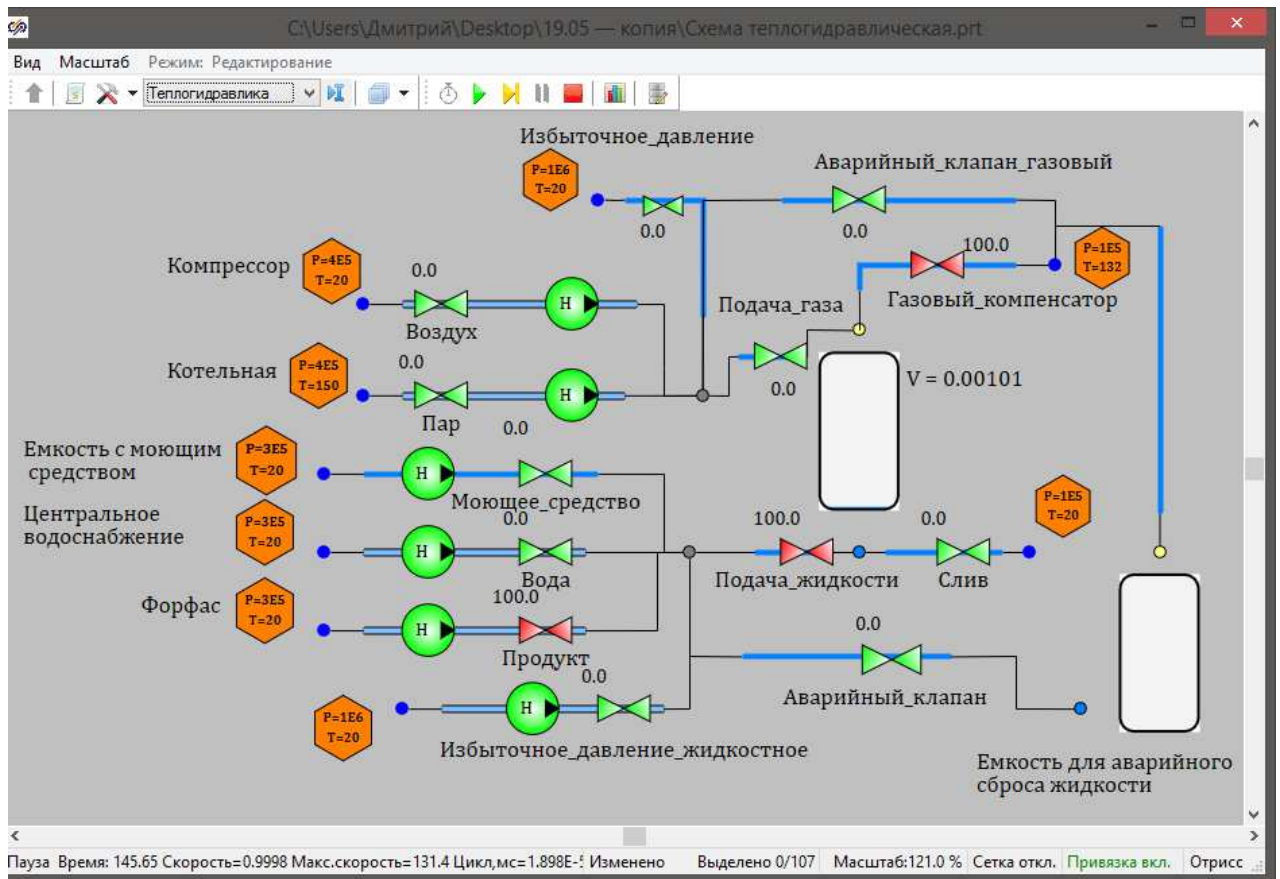 C:\Users\Дмитрий\Desktop\19.05 — копия\Схема теплогидравлическая.prt
Вид Масштаб Режим: Редактирование
Теплогидравлика
Избыточное_давление
P=1E6
T=20
0.0
Аварийный_клапан_газовый
0.0
100.0
P=1E5
T=132
Газовый_компенсатор
Компрессор
P=4E5
T=20
0.0
H
Воздух
Подача_газа
0.0
V = 0.00101
Котельная
P=4E5
T=150
0.0
H
Пар
0.0
Емкость с моющим
средством
P=3E5
T=20
H
Моющее_средство
Центральное
водоснабжение
P=3E5
T=20
0.0
H
Вода
100.0
Подача_жидкости
0.0
Слив
P=1E5
T=20
Форфас
P=3E5
T=20
100.0
H
Продукт
0.0
Аварийный_клапан
P=1E6
T=20
0.0
H
Избыточное_давление_жидкостное
Емкость для аварийного
сброса жидкости
Пауза Время: 145.65 Скорость=0.9998 Макс.скорость=131.4 Цикл,мс=1.898E- Изменено Выделено 0/107 Масштаб:121.0 % Сетка откл. Привязка вкл. Отрисс